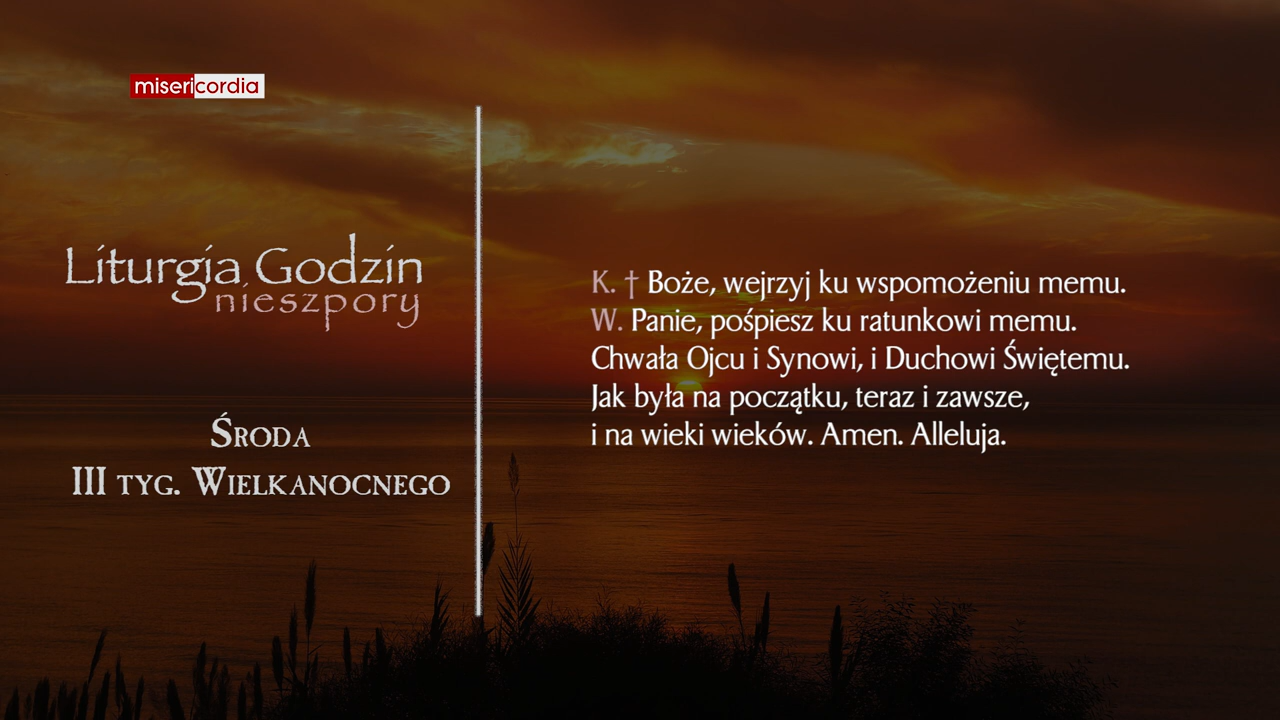 misericordia
Liturgia Godzin
nieszpory
Środa
III tyg. Wielkanocnego
K. † Boże, wejrzyj ku wspomożeniu memu.
W. Panie, pośpiesz ku ratunkowi memu.
Chwała Ojcu i Synowi, i Duchowi Świętemu.
Jak była na początku, teraz i zawsze,
i na wieki wieków. Amen. Alleluja.